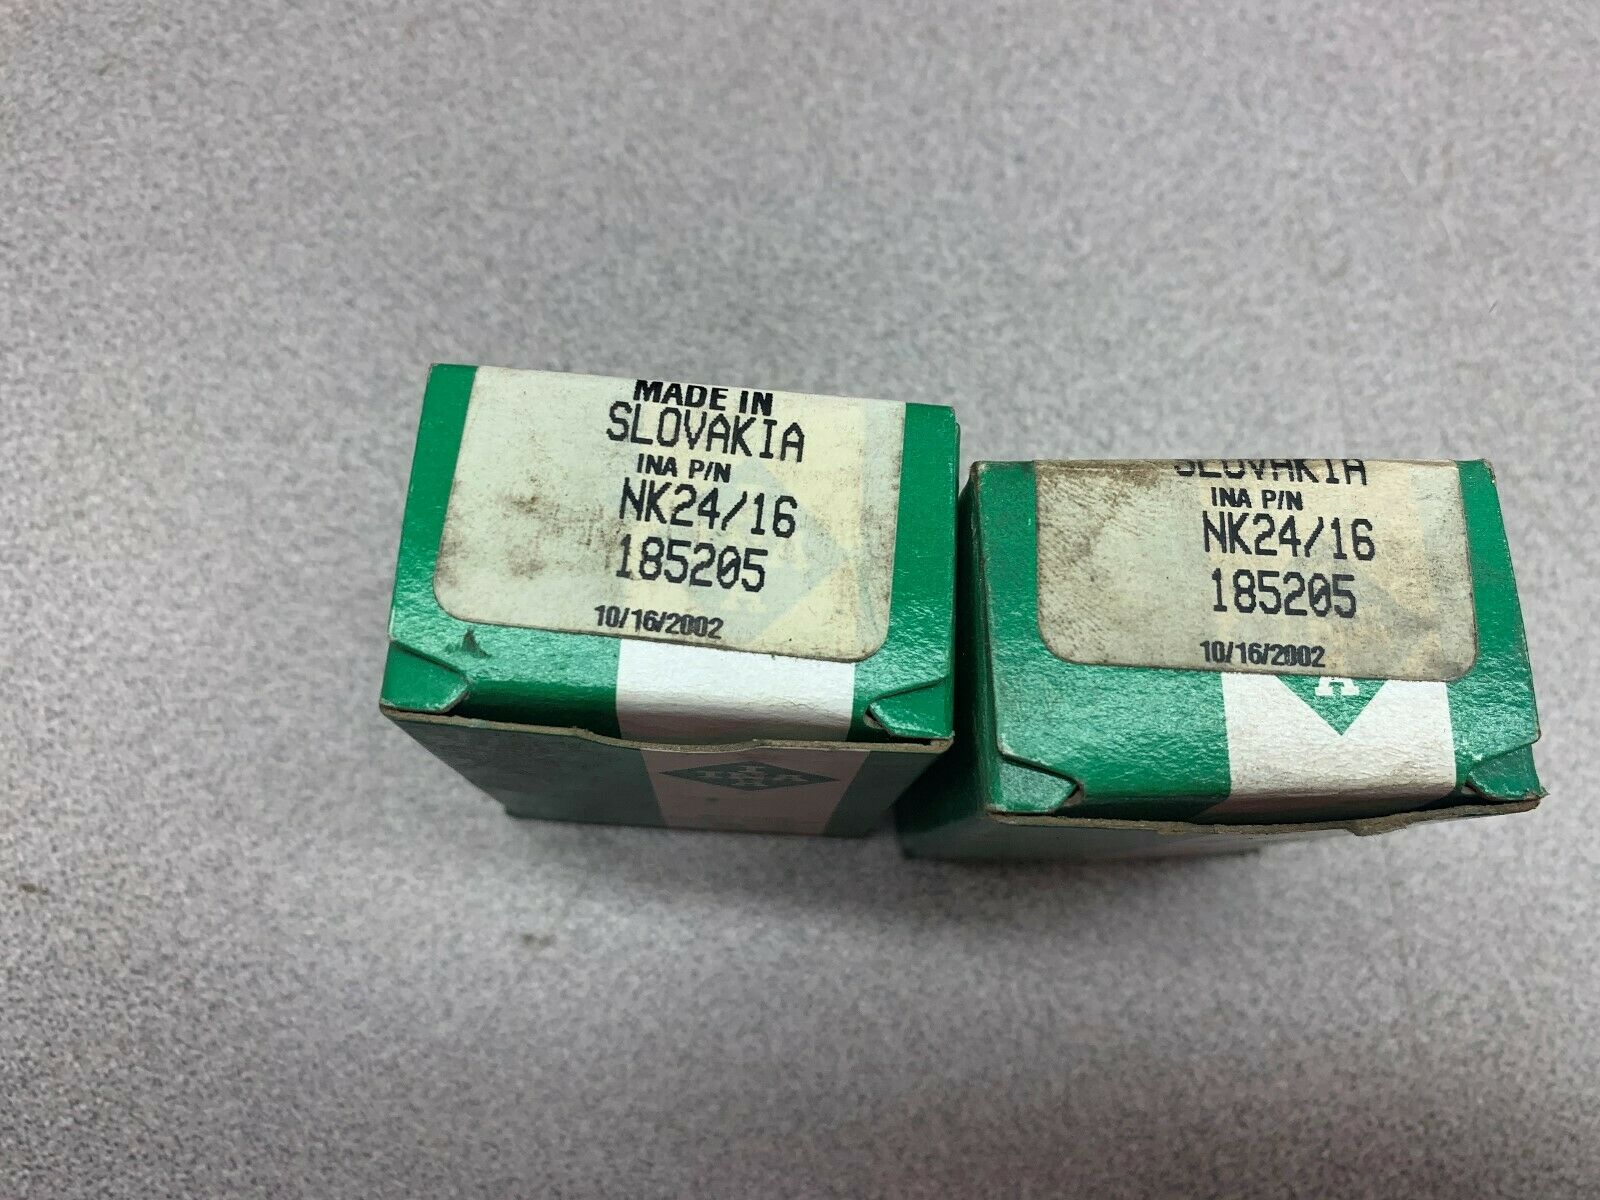 MADE IN
SLOVAKIA
INA P/N
NK24/16
185205
10/16/2002
SLOVAKIA
INA P/N
NK24/16
185205
10/16/2002
A